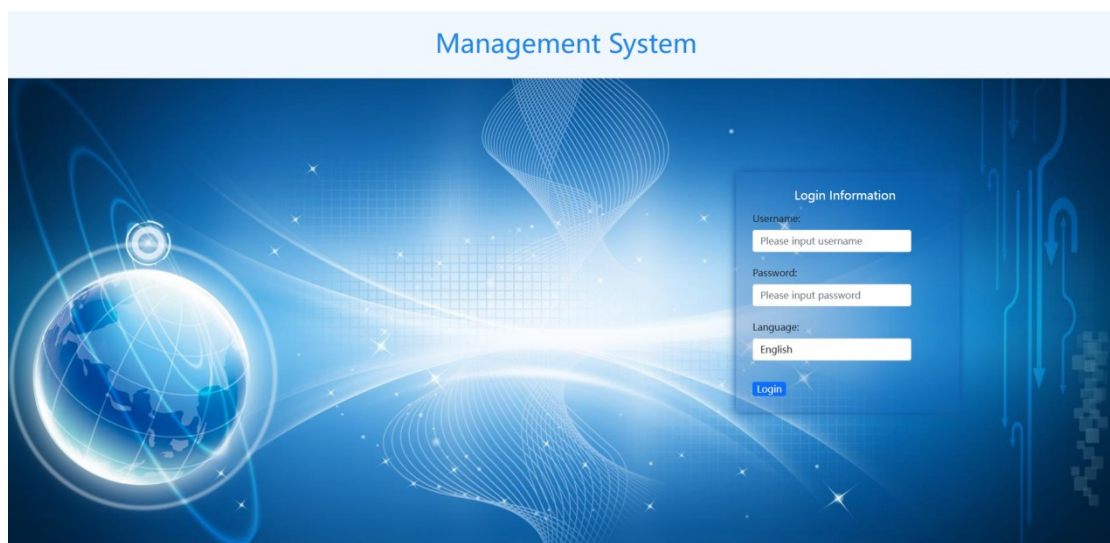 Management System
Login Information
Username:
Please input username
Password:
Please input password
Language:
English
Login